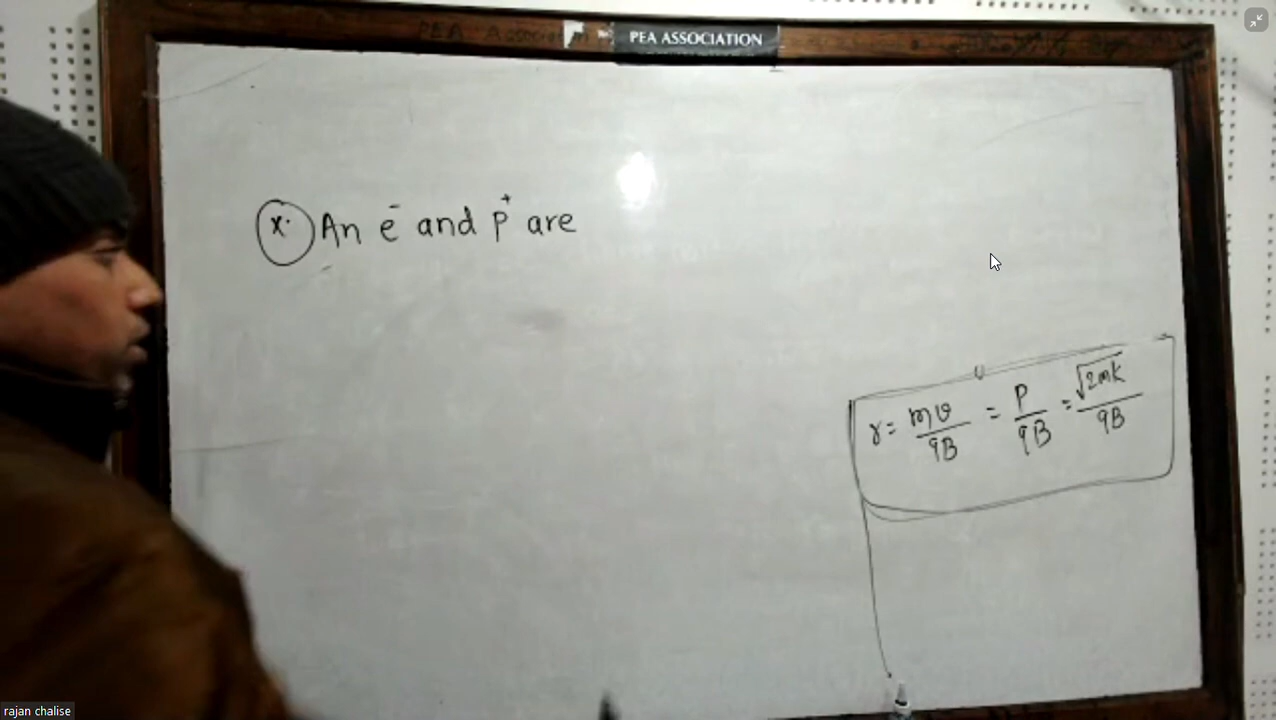 PEA ASSOCIATION
x. An e⁻ and p⁺ are
r = mv/qB = P/qB = √2mK/qB
rajan chalise